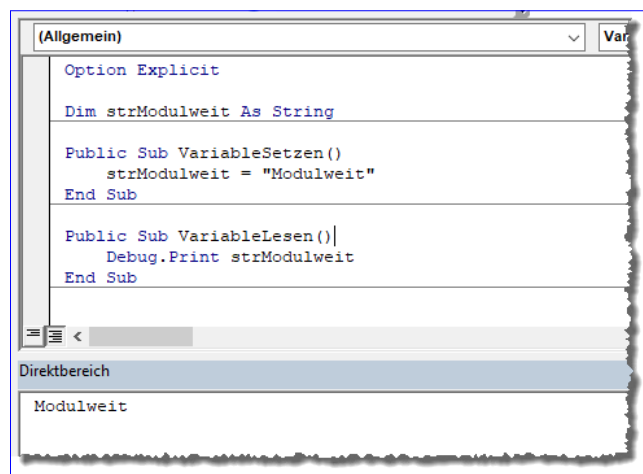 (Allgemein)
Var
Option Explicit
Dim strModulweit As String
Public Sub VariableSetzen()
strModulweit = "Modulweit"
End Sub
Public Sub VariableLesen()
Debug.Print strModulweit
End Sub
Direktbereich
Modulweit